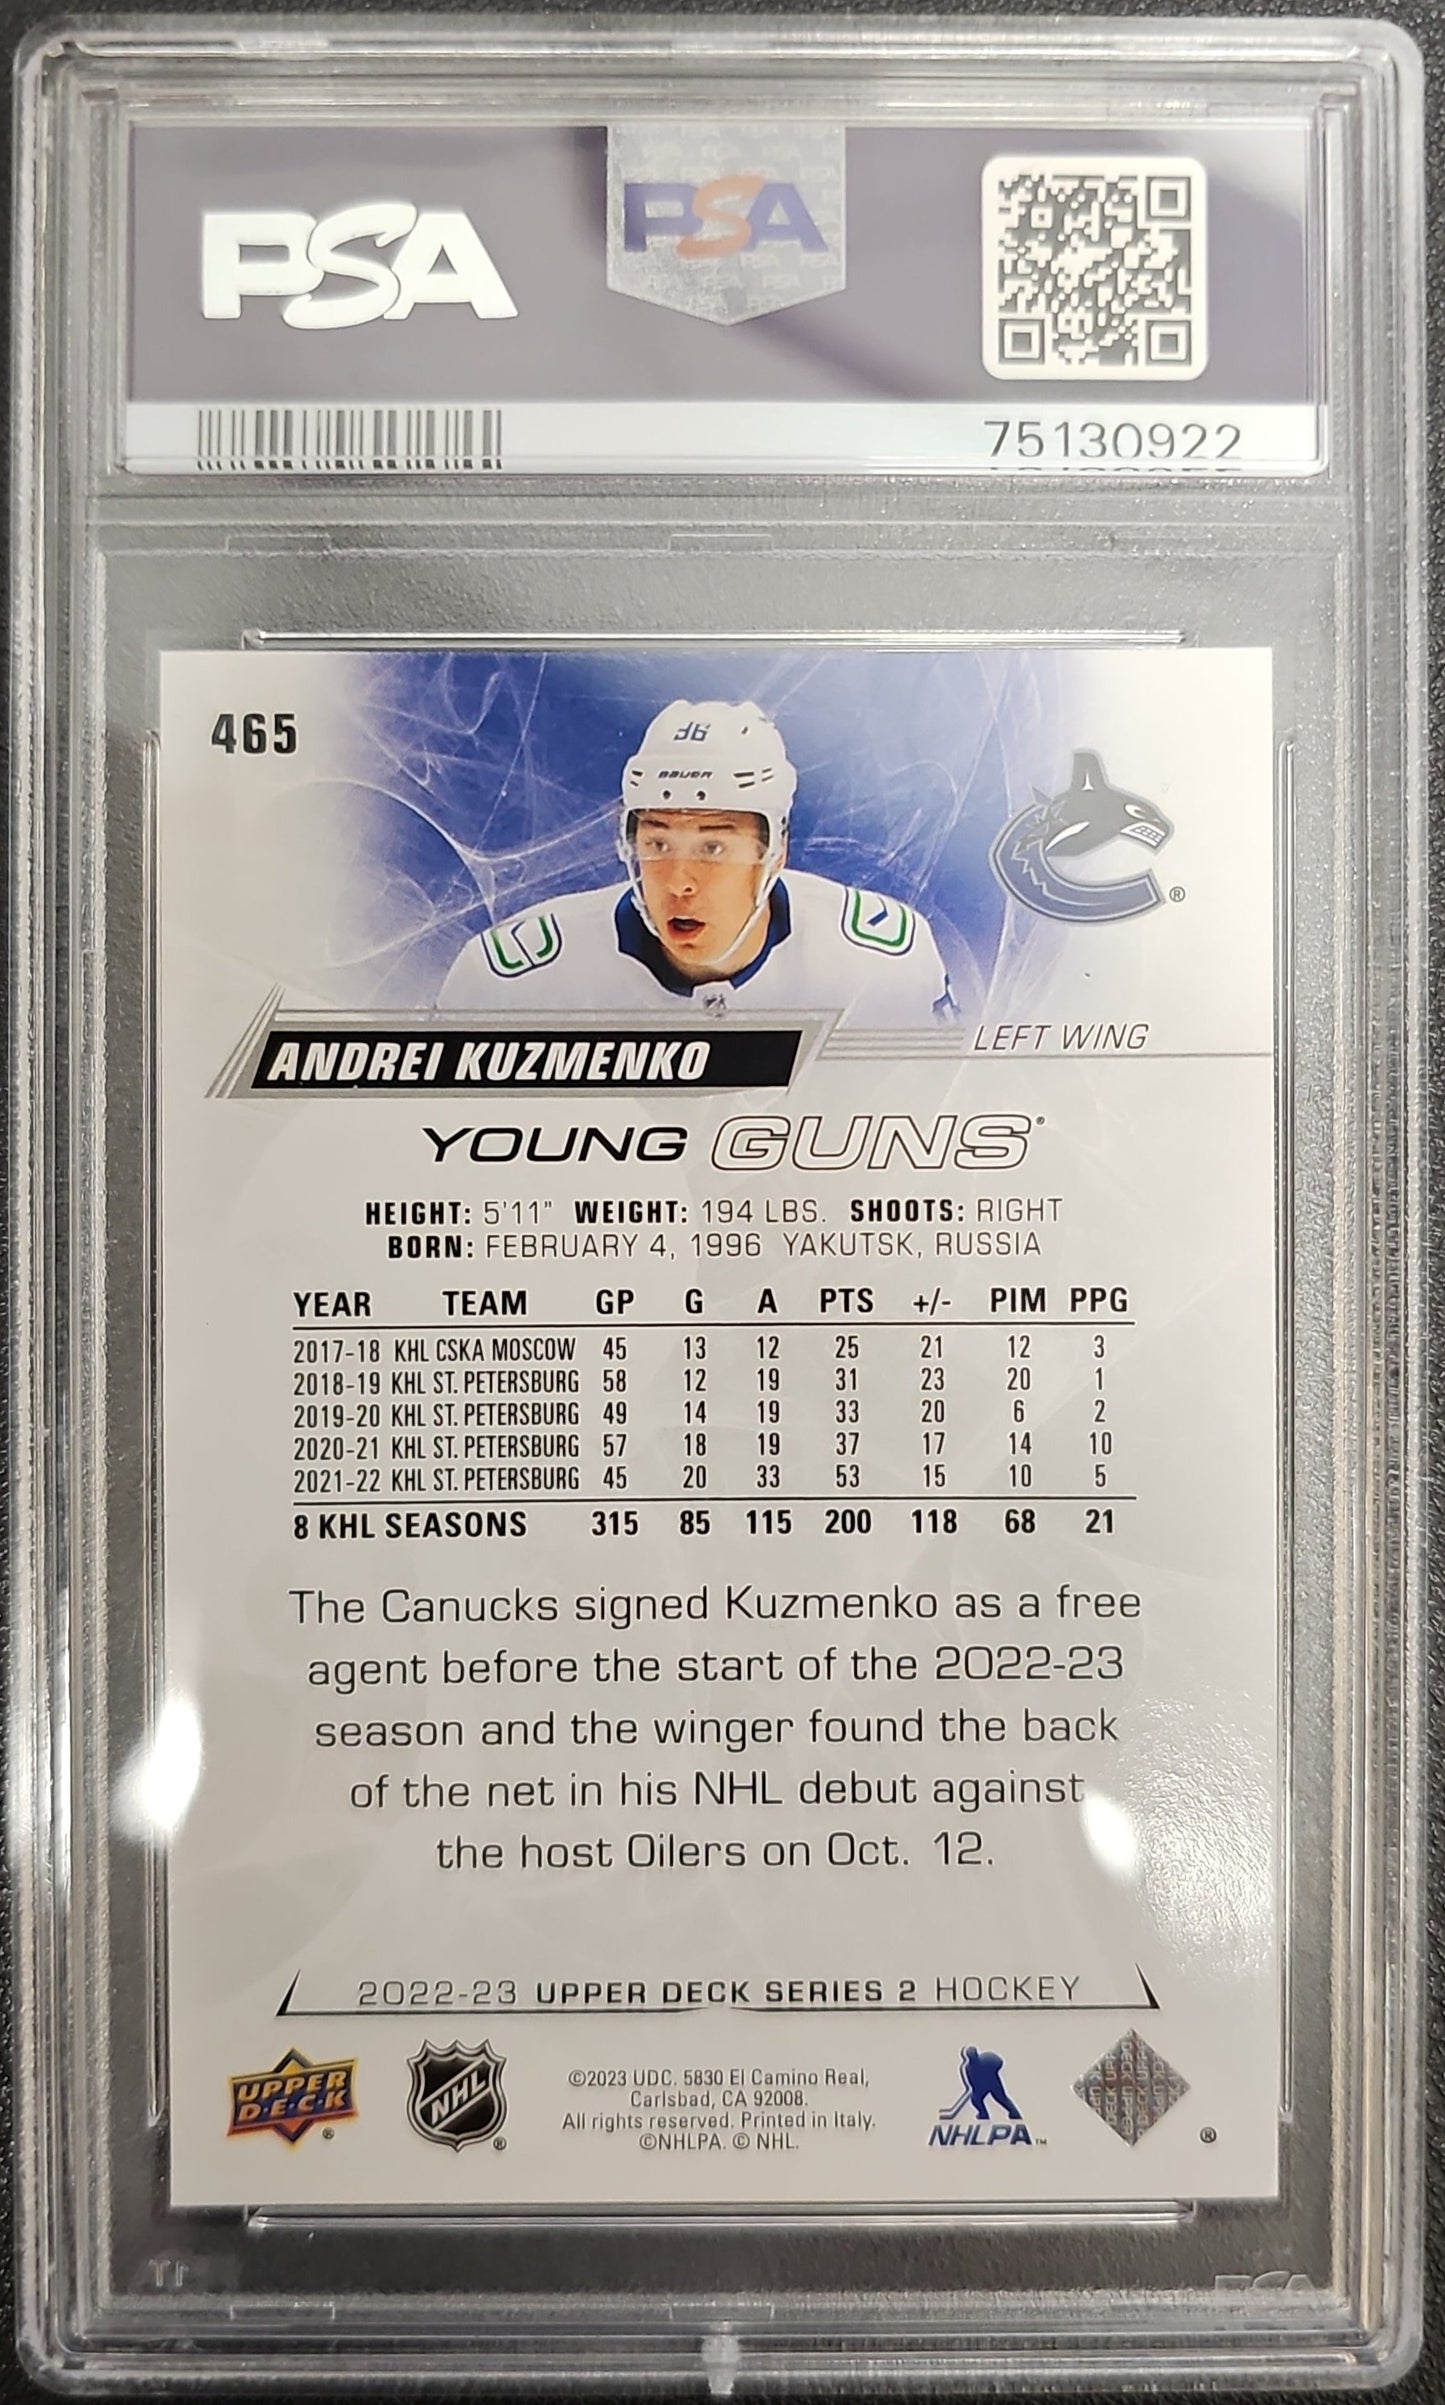 PSA
PSA
75130922
465
36
BAUER
®
LEFT WING
ANDREI KUZMENKO
YOUNG GUNS®
HEIGHT: 5'11" WEIGHT: 194 LBS. SHOOTS: RIGHT
BORN: FEBRUARY 4, 1996 YAKUTSK, RUSSIA
YEAR TEAM GP G A PTS +/- PIM PPG
2017-18 KHL CSKA MOSCOW 45 13 12 25 21 12 3
2018-19 KHL ST. PETERSBURG 58 12 19 31 23 20 1
2019-20 KHL ST. PETERSBURG 49 14 19 33 20 6 2
2020-21 KHL ST. PETERSBURG 57 18 19 37 17 14 10
2021-22 KHL ST. PETERSBURG 45 20 33 53 15 10 5
8 KHL SEASONS 315 85 115 200 118 68 21
The Canucks signed Kuzmenko as a free
agent before the start of the 2022-23
season and the winger found the back
of the net in his NHL debut against
the host Oilers on Oct. 12.
2022-23 UPPER DECK SERIES 2 HOCKEY
UPPER
D•E•C•K
®
NHL
®
©2023 UDC. 5830 El Camino Real,
Carlsbad, CA 92008.
All rights reserved. Printed in Italy.
©NHLPA. © NHL.
NHLPA™
®
PSA